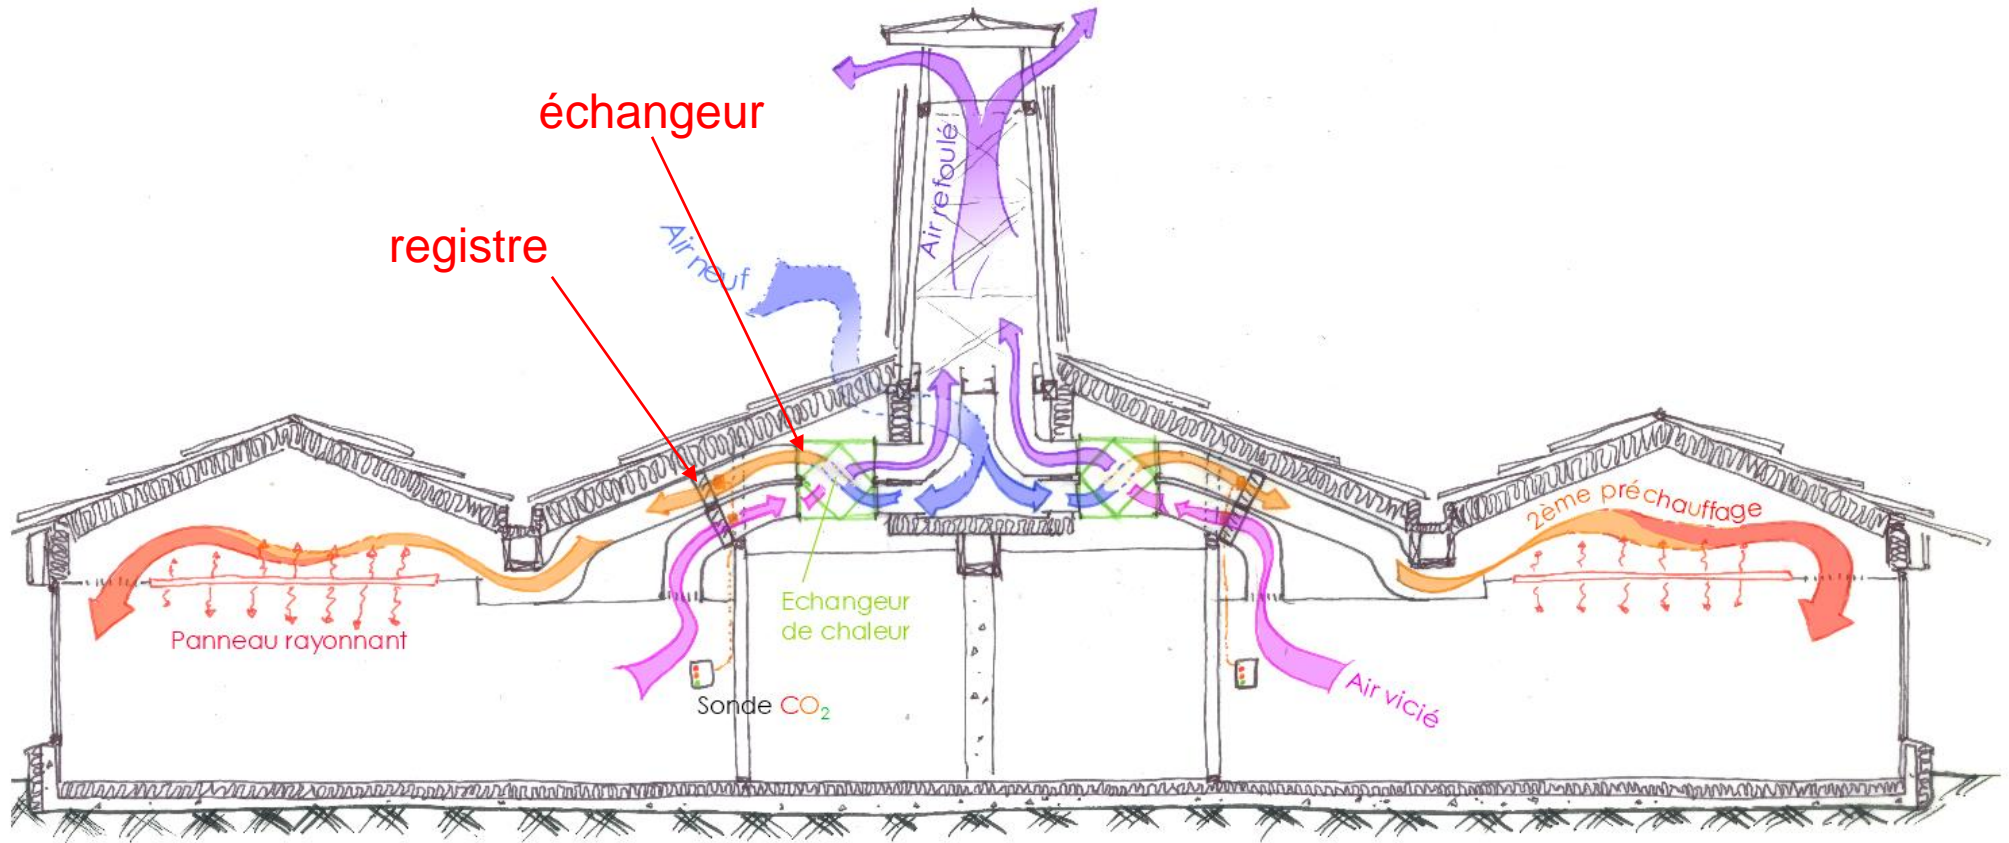 échangeur
registre
Air neuf
Air refoulé
2ème préchauffage
Echangeur
de chaleur
Panneau rayonnant
Sonde CO₂
Air vicié